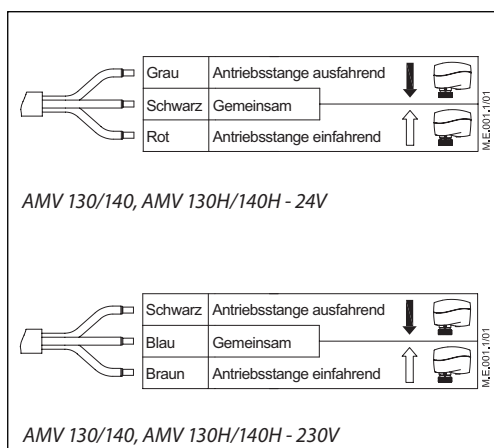 Grau Antriebsstange ausfahrend
Schwarz Gemeinsam
Rot Antriebsstange einfahrend
M.E.001.1/01
AMV 130/140, AMV 130H/140H - 24V
Schwarz Antriebsstange ausfahrend
Blau Gemeinsam
Braun Antriebsstange einfahrend
M.E.001.1/01
AMV 130/140, AMV 130H/140H - 230V